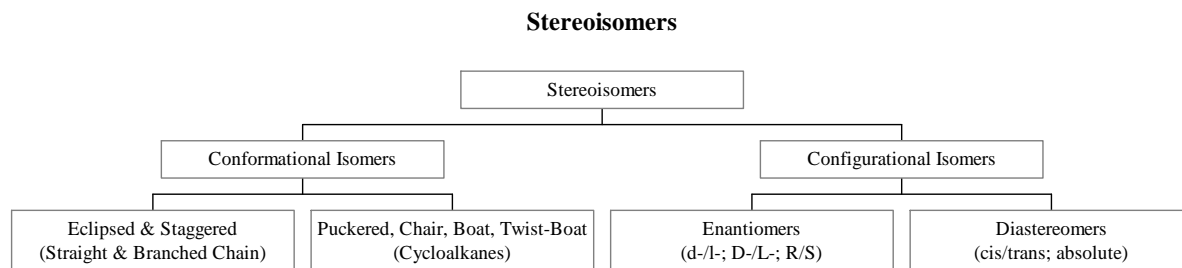 Stereoisomers
Stereoisomers
Conformational Isomers
Configurational Isomers
Eclipsed & Staggered
(Straight & Branched Chain)
Puckered, Chair, Boat, Twist-Boat
(Cycloalkanes)
Enantiomers
(d-/l-; D-/L-; R/S)
Diastereomers
(cis/trans; absolute)